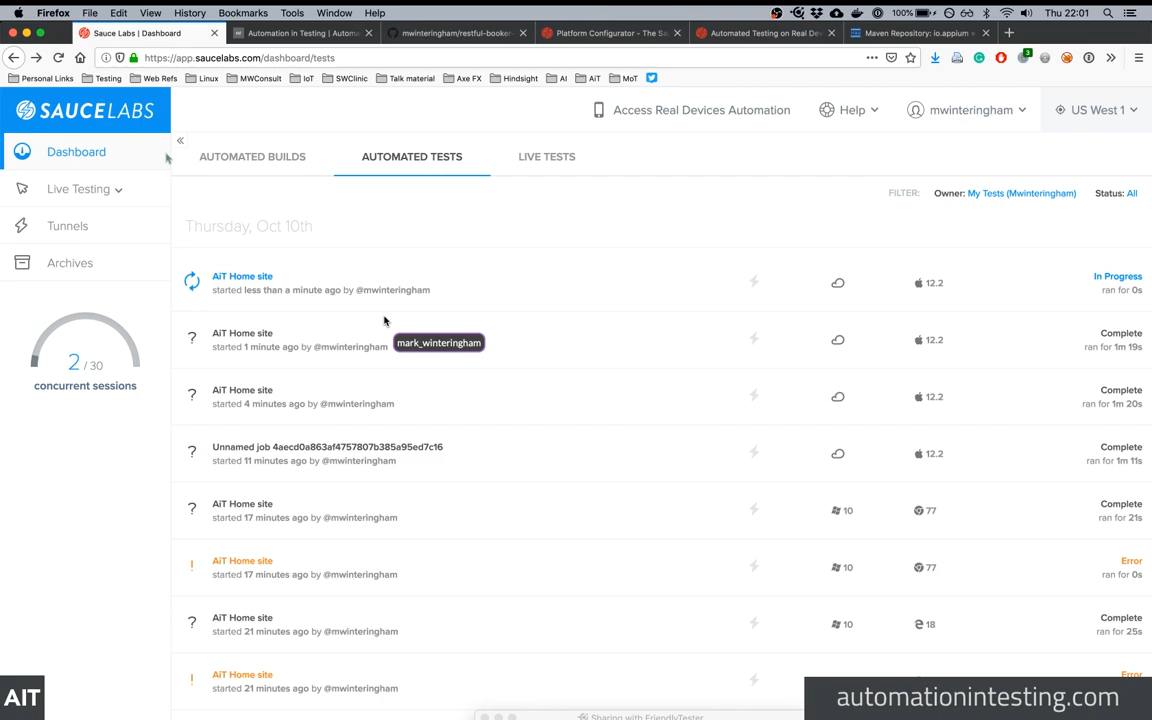 Firefox File Edit View History Bookmarks Tools Window Help 100% Thu 22:01
Sauce Labs | Dashboard Automation in Testing | Automa mwinteringham/restful-booker- Platform Configurator - The Sa Automated Testing on Real Dev Maven Repository: io.appium »
https://app.saucelabs.com/dashboard/tests
Personal Links Testing Web Refs Linux MWConsult IoT SWClinic Talk material Axe FX Hindsight AI AiT MoT
SAUCELABS
Access Real Devices Automation Help mwinteringham US West 1
Dashboard
Live Testing
Tunnels
Archives
2 / 30
concurrent sessions
AUTOMATED BUILDS AUTOMATED TESTS LIVE TESTS
FILTER: Owner: My Tests (Mwinteringham) Status: All
Thursday, Oct 10th
AiT Home site 12.2 In Progress
started less than a minute ago by @mwinteringham ran for 0s
AiT Home site 12.2 Complete
started 1 minute ago by @mwinteringham ran for 1m 19s
mark_winteringham
AiT Home site 12.2 Complete
started 4 minutes ago by @mwinteringham ran for 1m 20s
Unnamed job 4aecd0a863af4757807b385a95ed7c16 12.2 Complete
started 11 minutes ago by @mwinteringham ran for 1m 11s
AiT Home site 10 77 Complete
started 17 minutes ago by @mwinteringham ran for 21s
AiT Home site 10 77 Error
started 17 minutes ago by @mwinteringham ran for 0s
AiT Home site 10 18 Complete
started 21 minutes ago by @mwinteringham ran for 25s
AiT Home site Error
started 21 minutes ago by @mwinteringham
Sharing with FriendlyTester
AIT
automationintesting.com